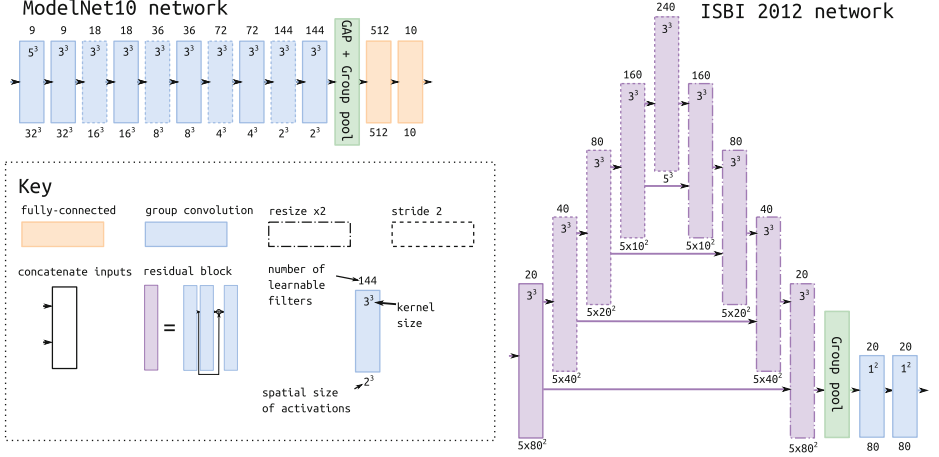 ModelNet10 network
9 9 18 18 36 36 72 72 144 144 512 10
5³ 3³ 3³ 3³ 3³ 3³ 3³ 3³ 3³ 3³
GAP + Group pool
32³ 32³ 16³ 16³ 8³ 8³ 4³ 4³ 2³ 2³ 512 10
Key
fully-connected
group convolution
resize x2
stride 2
concatenate inputs
residual block
=
number of
learnable
filters
144
3³
kernel
size
2³
spatial size
of activations
ISBI 2012 network
240
3³
5³
160 160
3³ 3³
5x10² 5x10²
80 80
3³ 3³
5x20² 5x20²
40 40
3³ 3³
5x40² 5x40²
20 20
3³ 3³
5x80² 5x80²
Group pool
20 20
1² 1²
80 80